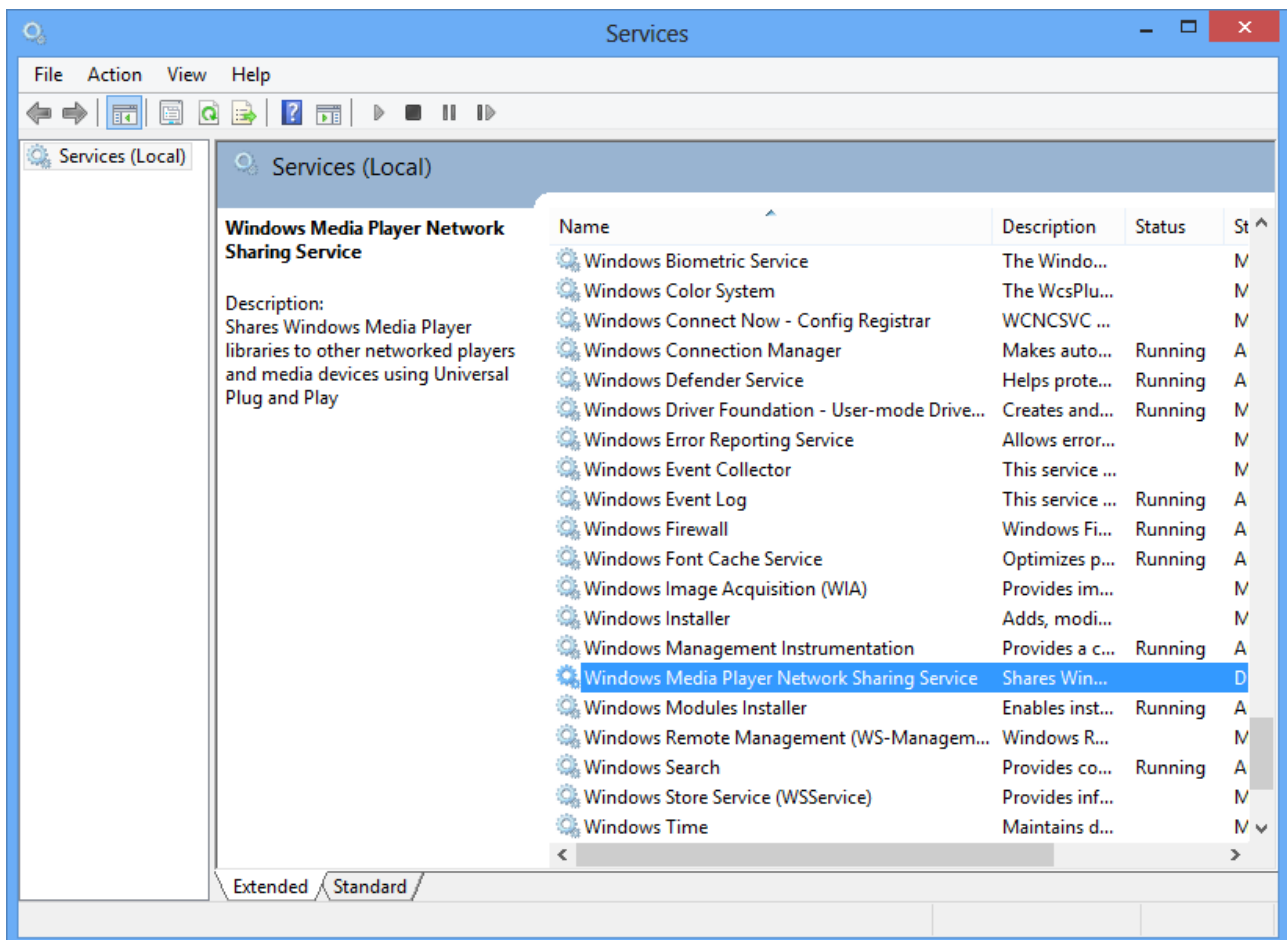 Services
File Action View Help
Services (Local)
Services (Local)
Windows Media Player Network
Sharing Service
Description:
Shares Windows Media Player
libraries to other networked players
and media devices using Universal
Plug and Play
Name Description Status St
Windows Biometric Service The Windo... M
Windows Color System The WcsPlu... M
Windows Connect Now - Config Registrar WCNCSVC ... M
Windows Connection Manager Makes auto... Running A
Windows Defender Service Helps prote... Running A
Windows Driver Foundation - User-mode Drive... Creates and... Running M
Windows Error Reporting Service Allows error... M
Windows Event Collector This service ... M
Windows Event Log This service ... Running A
Windows Firewall Windows Fi... Running A
Windows Font Cache Service Optimizes p... Running A
Windows Image Acquisition (WIA) Provides im... M
Windows Installer Adds, modi... M
Windows Management Instrumentation Provides a c... Running A
Windows Media Player Network Sharing Service Shares Win... D
Windows Modules Installer Enables inst... Running A
Windows Remote Management (WS-Managem... Windows R... M
Windows Search Provides co... Running A
Windows Store Service (WSService) Provides inf... M
Windows Time Maintains d... M
Extended Standard